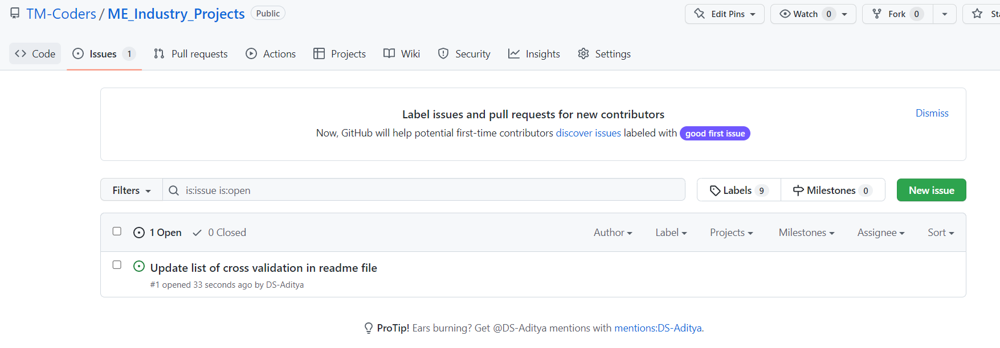 TM-Coders / ME_Industry_Projects Public Edit Pins Watch 0 Fork 0 Sta
Code Issues 1 Pull requests Actions Projects Wiki Security Insights Settings
Label issues and pull requests for new contributors
Dismiss
Now, GitHub will help potential first-time contributors discover issues labeled with good first issue
Filters is:issue is:open Labels 9 Milestones 0 New issue
1 Open 0 Closed Author Label Projects Milestones Assignee Sort
Update list of cross validation in readme file
#1 opened 33 seconds ago by DS-Aditya
ProTip! Ears burning? Get @DS-Aditya mentions with mentions:DS-Aditya.